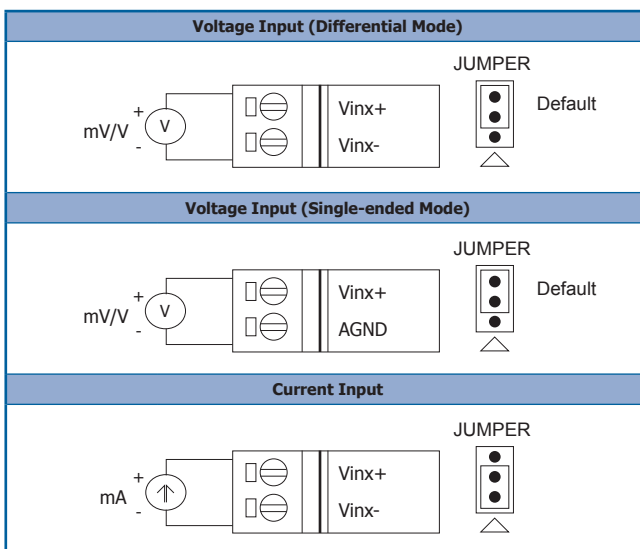 Voltage Input (Differential Mode)
JUMPER
+
mV/V
-
V
Vinx+
Vinx-
Default
Voltage Input (Single-ended Mode)
JUMPER
+
mV/V
-
V
Vinx+
AGND
Default
Current Input
JUMPER
+
mA
-
Vinx+
Vinx-